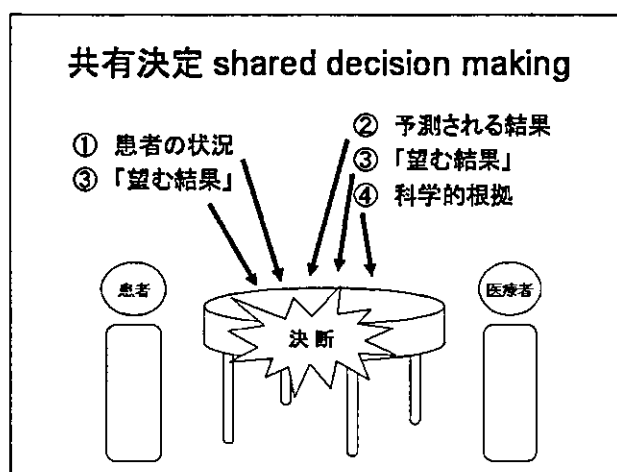 共有決定 shared decision making
① 患者の状況
③ 「望む結果」
② 予測される結果
③ 「望む結果」
④ 科学的根拠
患者
医療者
決断